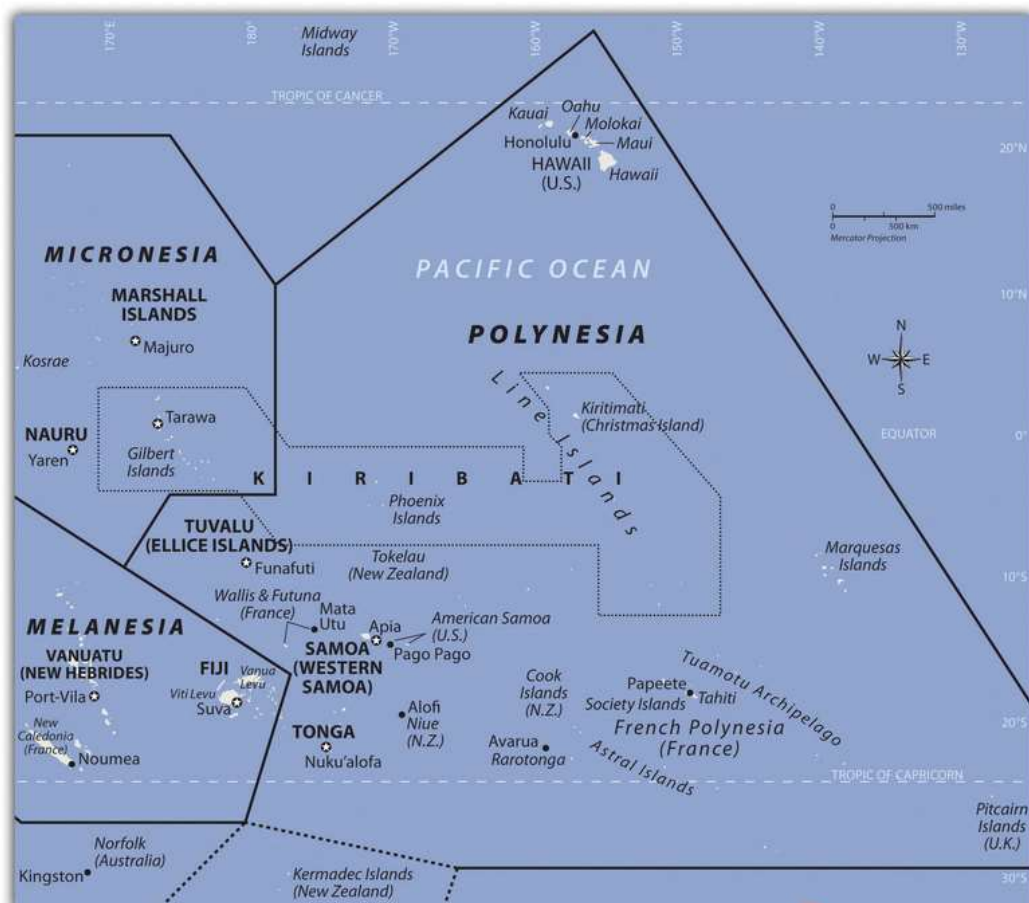 170°E
180°
170°W
160°W
150°W
140°W
130°W
Midway
Islands
TROPIC OF CANCER
Kauai
Oahu
Molokai
Honolulu
Maui
HAWAII
(U.S.)
Hawaii
20°N
0
500 miles
0
500 km
Mercator Projection
MICRONESIA
PACIFIC OCEAN
MARSHALL
ISLANDS
10°N
Majuro
POLYNESIA
N
W
E
S
Kosrae
Line Islands
Kiritimati
(Christmas Island)
Tarawa
NAURU
Yaren
Gilbert
Islands
EQUATOR
0°
KIRIBATI
Phoenix
Islands
TUVALU
(ELLICE ISLANDS)
Funafuti
Tokelau
(New Zealand)
Marquesas
Islands
10°S
Wallis & Futuna
(France)
Mata
Utu
Apia
American Samoa
(U.S.)
Pago Pago
MELANESIA
SAMOA
(WESTERN
SAMOA)
VANUATU
(NEW HEBRIDES)
Port-Vila
FIJI
Vanua
Levu
Viti Levu
Suva
Cook
Islands
(N.Z.)
Papeete
Society Islands
Tahiti
Tuamotu Archipelago
Alofi
Niue
(N.Z.)
French Polynesia
(France)
20°S
New
Caledonia
(France)
Noumea
TONGA
Nuku'alofa
Avarua
Rarotonga
Astral Islands
TROPIC OF CAPRICORN
Pitcairn
Islands
(U.K.)
Norfolk
(Australia)
Kingston
Kermadec Islands
(New Zealand)
30°S